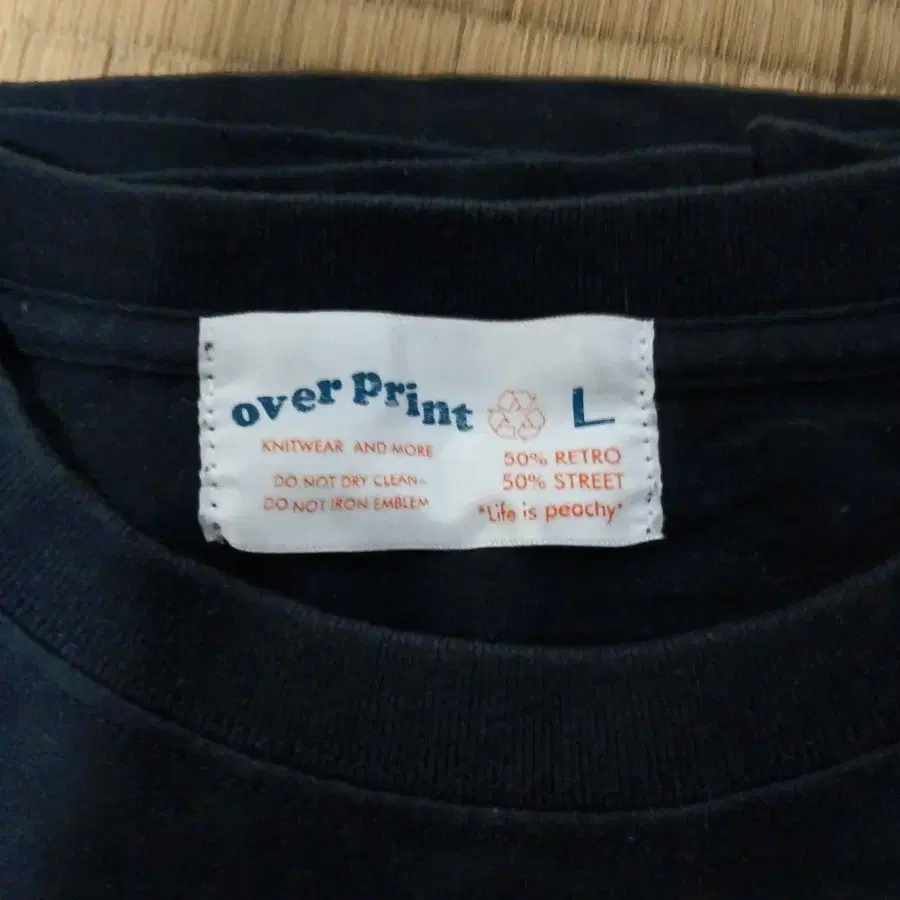 over print L
KNITWEAR AND MORE
DO NOT DRY CLEAN.
DO NOT IRON EMBLEM
50% RETRO
50% STREET
"Life is peachy"